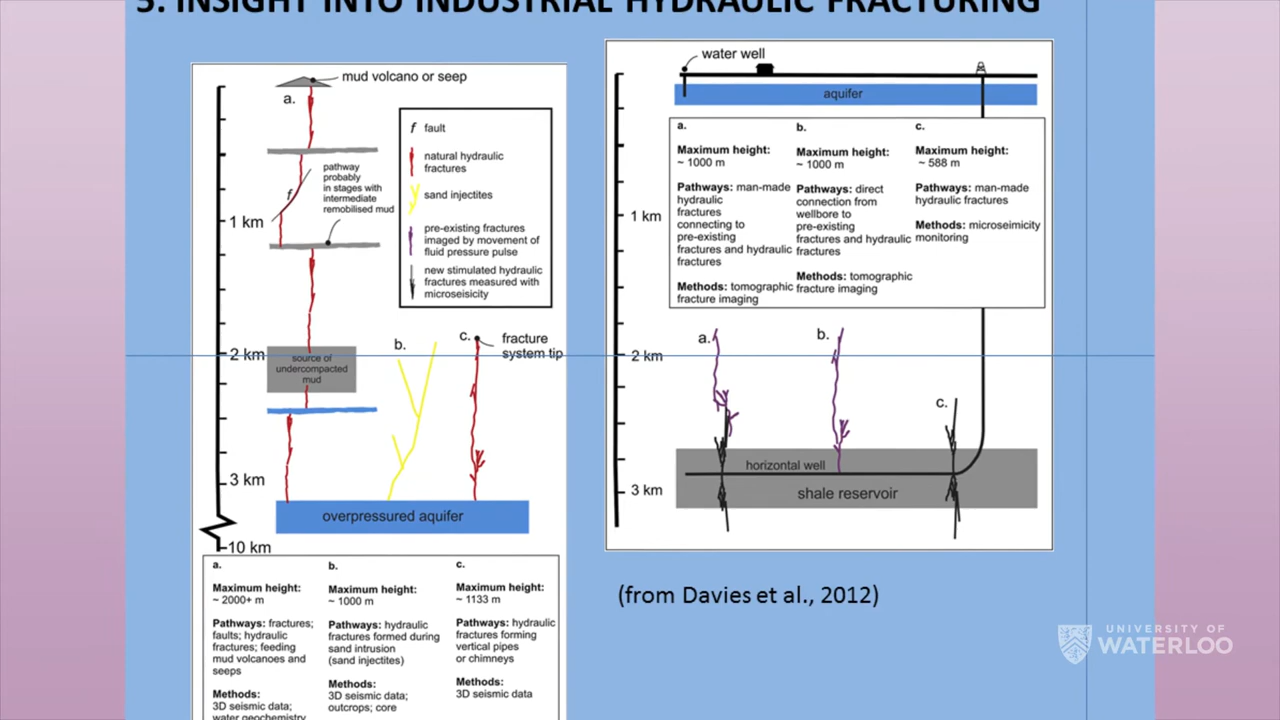 5. INSIGHT INTO INDUSTRIAL HYDRAULIC FRACTURING
mud volcano or seep
a.
f fault
natural hydraulic
fractures
sand injectites
pre-existing fractures
imaged by movement of
fluid pressure pulse
new stimulated hydraulic
fractures measured with
microseisicity
pathway
probably
in stages with
intermediate
remobilised mud
f
1 km
2 km
source of
undercompacted
mud
b.
c.
fracture
system tip
3 km
overpressured aquifer
10 km
a.
Maximum height:
~ 2000+ m
Pathways: fractures;
faults; hydraulic
fractures; feeding
mud volcanoes and
seeps
Methods:
3D seismic data;
water geochemistry
b.
Maximum height:
~ 1000 m
Pathways: hydraulic
fractures formed during
sand intrusion
(sand injectites)
Methods:
3D seismic data;
outcrops; core
c.
Maximum height:
~ 1133 m
Pathways: hydraulic
fractures forming
vertical pipes
or chimneys
Methods:
3D seismic data
water well
aquifer
a.
Maximum height:
~ 1000 m
Pathways: man-made
hydraulic
fractures
connecting to
pre-existing
fractures and hydraulic
fractures
Methods: tomographic
fracture imaging
b.
Maximum height:
~ 1000 m
Pathways: direct
connection from
wellbore to
pre-existing
fractures and hydraulic
fractures
Methods: tomographic
fracture imaging
c.
Maximum height:
~ 588 m
Pathways: man-made
hydraulic fractures
Methods: microseimicity
monitoring
1 km
2 km
3 km
a.
b.
c.
horizontal well
shale reservoir
(from Davies et al., 2012)
UNIVERSITY OF
WATERLOO